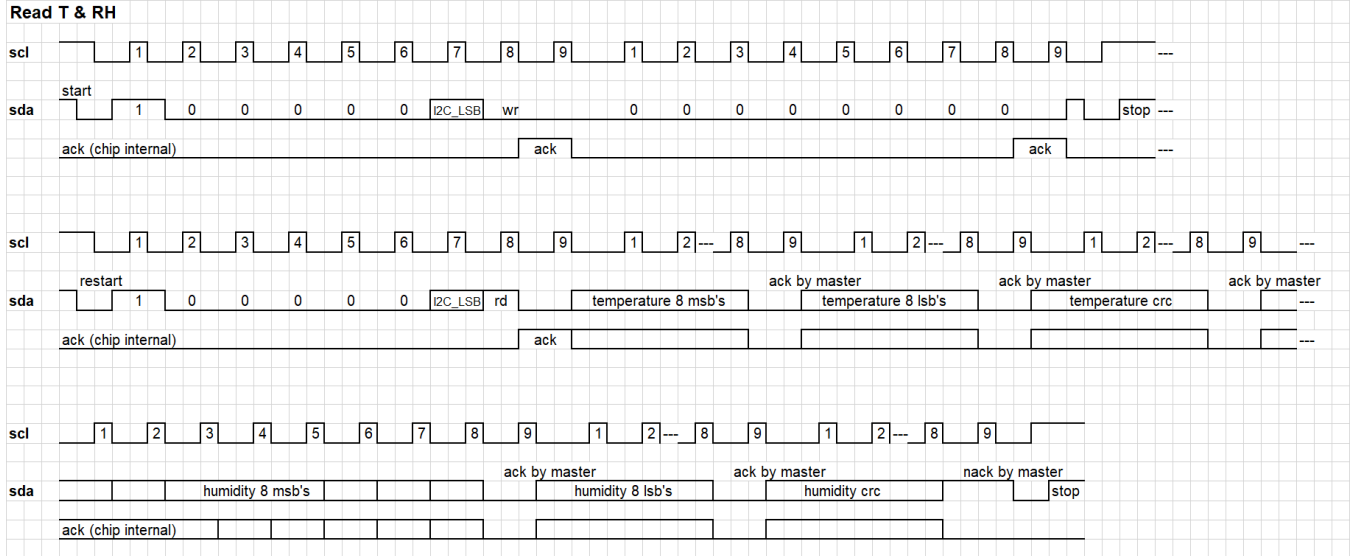 Read T & RH
scl 1 2 3 4 5 6 7 8 9 1 2 3 4 5 6 7 8 9 ---
start
sda 1 0 0 0 0 0 I2C_LSB wr 0 0 0 0 0 0 0 0 stop ---
ack (chip internal) ack ack ---
scl 1 2 --- 3 4 5 6 7 8 9 1 2 --- 8 9 1 2 --- 8 9 1 2 --- 8 9 ---
restart ack by master ack by master ack by master
sda 1 0 0 0 0 0 I2C_LSB rd temperature 8 msb's temperature 8 lsb's temperature crc ---
ack (chip internal) ack ---
scl 1 2 3 4 5 6 7 8 9 1 2 --- 8 9 1 2 --- 8 9
ack by master ack by master nack by master
sda humidity 8 msb's humidity 8 lsb's humidity crc stop
ack (chip internal)